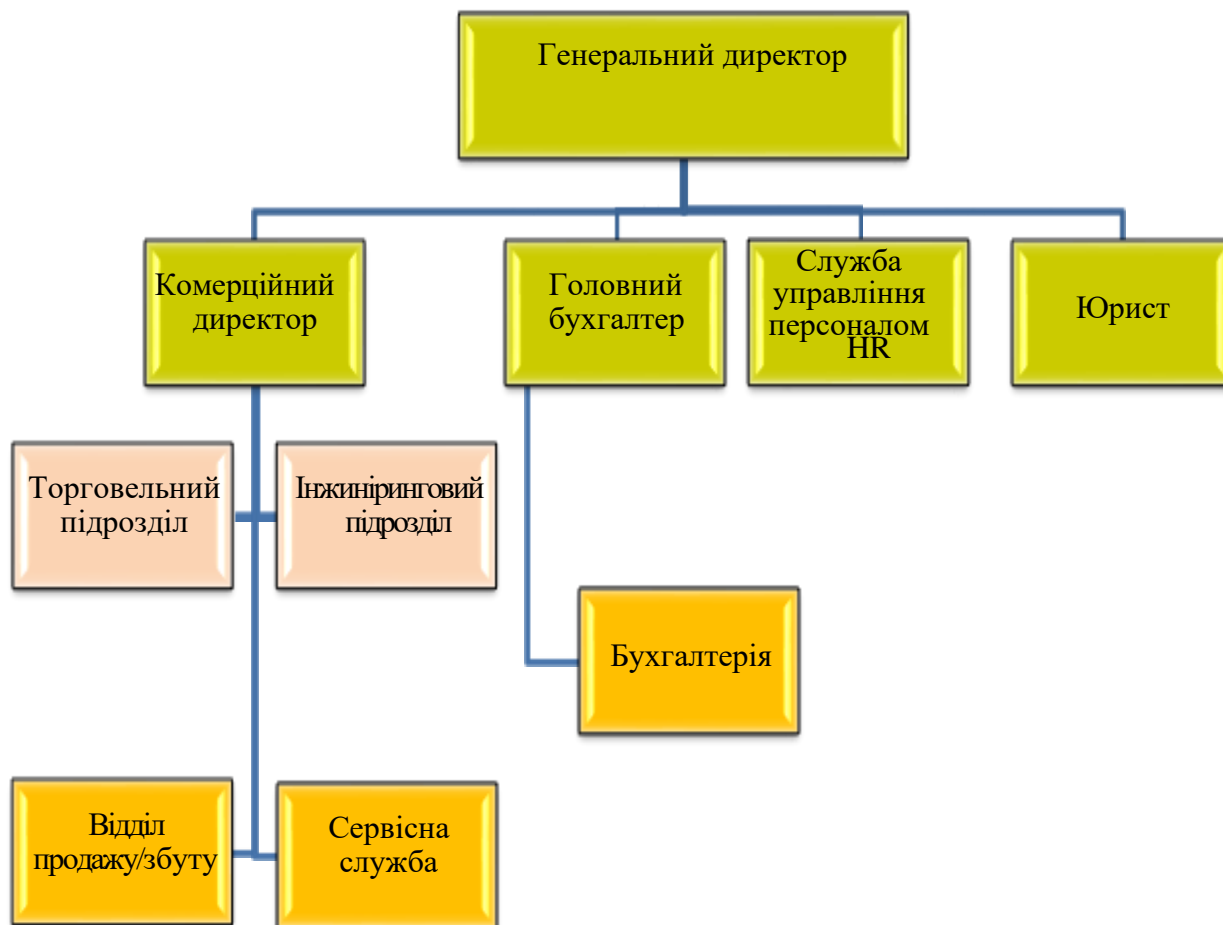 Генеральний директор
Комерційний
директор
Головний
бухгалтер
Служба
управління
персоналом
HR
Юрист
Торговельний
підрозділ
Інжиніринговий
підрозділ
Бухгалтерія
Відділ
продажу/збуту
Сервісна
служба